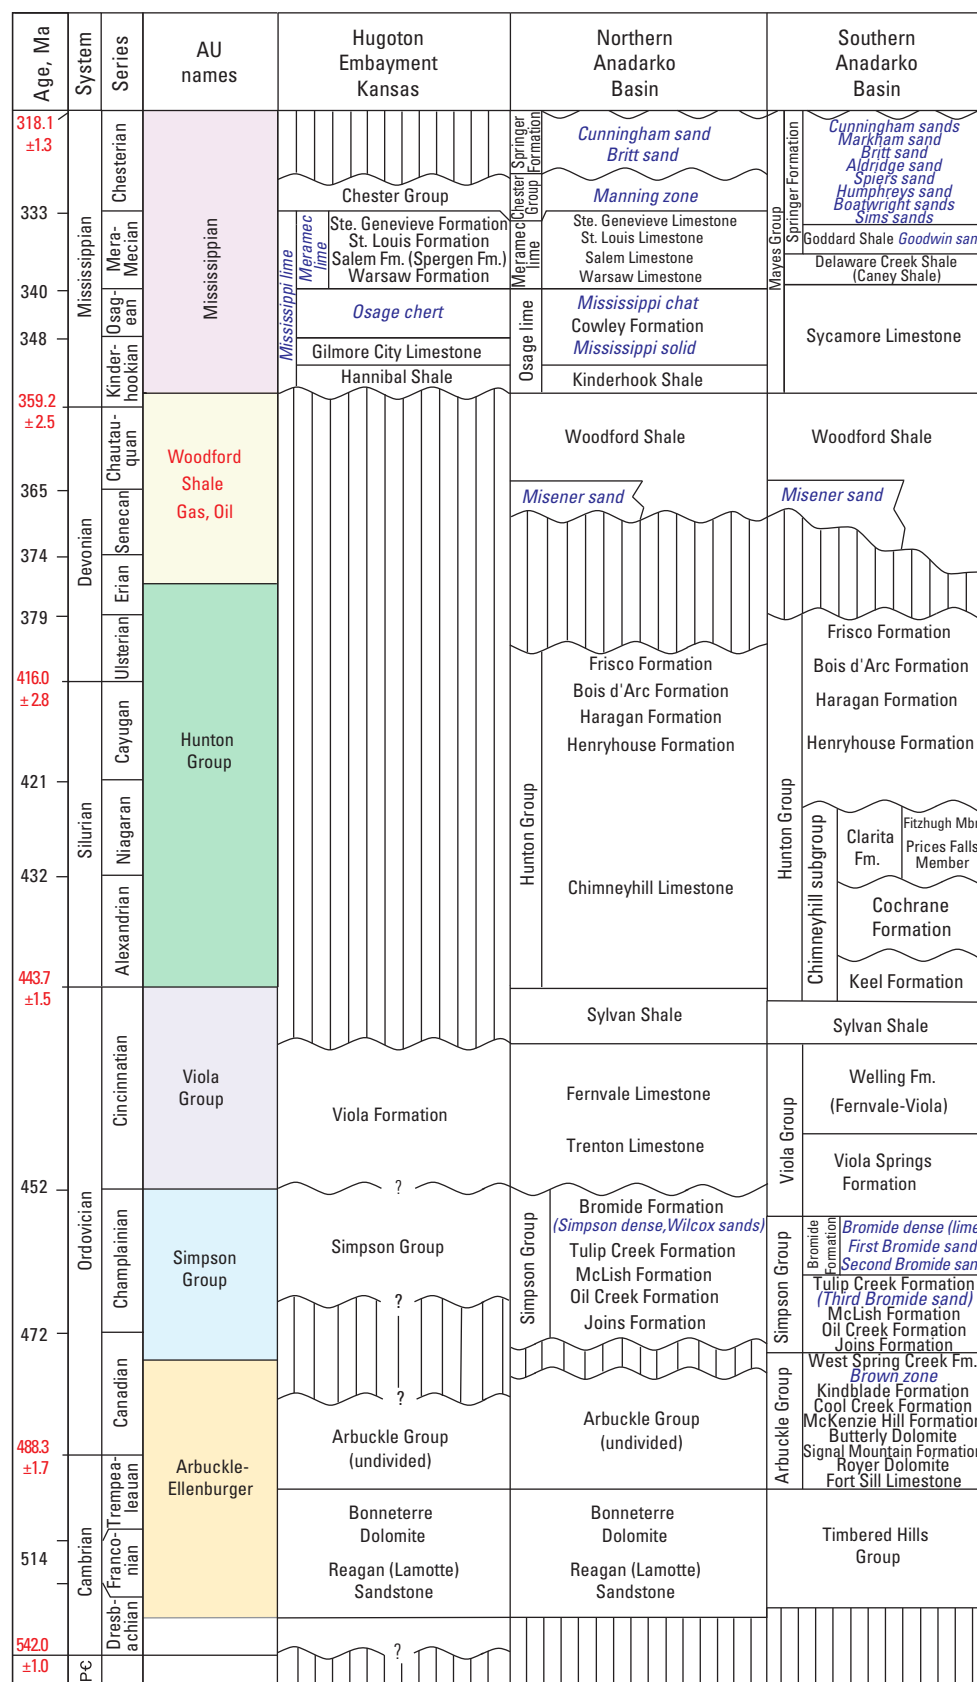 Age, Ma
System
Series
AU
names
Hugoton
Embayment
Kansas
Northern
Anadarko
Basin
Southern
Anadarko
Basin
318.1
±1.3
333
340
348
359.2
±2.5
365
374
379
416.0
±2.8
421
432
443.7
±1.5
452
472
488.3
±1.7
514
542.0
±1.0
Mississippian
Devonian
Silurian
Ordovician
Cambrian
P€
Chesterian
Mera-
Mecian
Osag-
ean
Kinder-
hookian
Chautau-
quan
Senecan
Erian
Ulsterian
Cayugan
Niagaran
Alexandrian
Cincinnatian
Champlainian
Canadian
Trempea-
leauan
Franco-
nian
Dresb-
achian
Mississippian
Woodford
Shale
Gas, Oil
Hunton
Group
Viola
Group
Simpson
Group
Arbuckle-
Ellenburger
Chester Group
Mississippi lime
Meramec
lime
Ste. Genevieve Formation
St. Louis Formation
Salem Fm. (Spergen Fm.)
Warsaw Formation
Osage chert
Gilmore City Limestone
Hannibal Shale
Viola Formation
?
Simpson Group
?
?
Arbuckle Group
(undivided)
Bonneterre
Dolomite
Reagan (Lamotte)
Sandstone
?
Springer
Formation
Cunningham sand
Britt sand
Chester
Group
Manning zone
Meramec
lime
Ste. Genevieve Limestone
St. Louis Limestone
Salem Limestone
Warsaw Limestone
Osage lime
Mississippi chat
Cowley Formation
Mississippi solid
Kinderhook Shale
Woodford Shale
Misener sand
Hunton Group
Frisco Formation
Bois d'Arc Formation
Haragan Formation
Henryhouse Formation
Chimneyhill Limestone
Sylvan Shale
Fernvale Limestone
Trenton Limestone
Simpson Group
Bromide Formation
(Simpson dense,Wilcox sands)
Tulip Creek Formation
McLish Formation
Oil Creek Formation
Joins Formation
Arbuckle Group
(undivided)
Bonneterre
Dolomite
Reagan (Lamotte)
Sandstone
Mayes Group
Springer Formation
Cunningham sands
Markham sand
Britt sand
Aldridge sand
Spiers sand
Humphreys sand
Boatwright sands
Sims sands
Goddard Shale Goodwin san
Delaware Creek Shale
(Caney Shale)
Sycamore Limestone
Woodford Shale
Misener sand
Hunton Group
Frisco Formation
Bois d'Arc Formation
Haragan Formation
Henryhouse Formation
Chimneyhill subgroup
Clarita
Fm.
Fitzhugh Mbr
Prices Falls
Member
Cochrane
Formation
Keel Formation
Sylvan Shale
Viola Group
Welling Fm.
(Fernvale-Viola)
Viola Springs
Formation
Simpson Group
Bromide
Formation
Bromide dense (lime
First Bromide sand
Second Bromide san
Tulip Creek Formation
(Third Bromide sand)
McLish Formation
Oil Creek Formation
Joins Formation
Arbuckle Group
West Spring Creek Fm.
Brown zone
Kindblade Formation
Cool Creek Formation
McKenzie Hill Formation
Butterly Dolomite
Signal Mountain Formation
Royer Dolomite
Fort Sill Limestone
Timbered Hills
Group